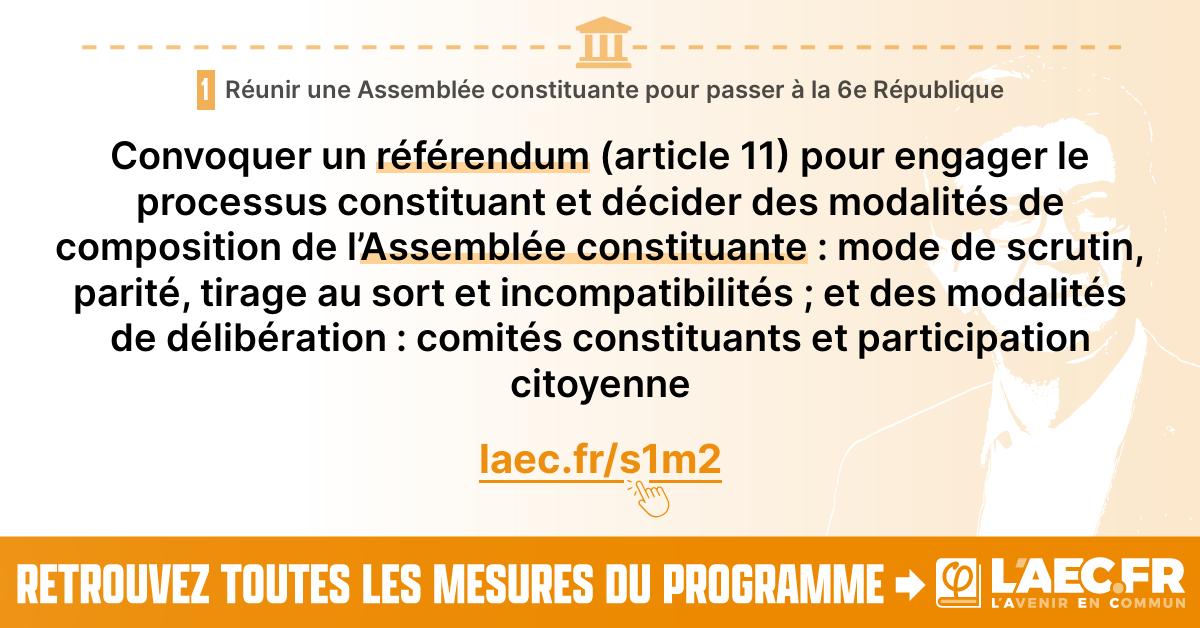 1 Réunir une Assemblée constituante pour passer à la 6e République
Convoquer un référendum (article 11) pour engager le
processus constituant et décider des modalités de
composition de l’Assemblée constituante : mode de scrutin,
parité, tirage au sort et incompatibilités ; et des modalités
de délibération : comités constituants et participation
citoyenne
laec.fr/s1m2
RETROUVEZ TOUTES LES MESURES DU PROGRAMME
φ L'AEC.FR
L'AVENIR EN COMMUN